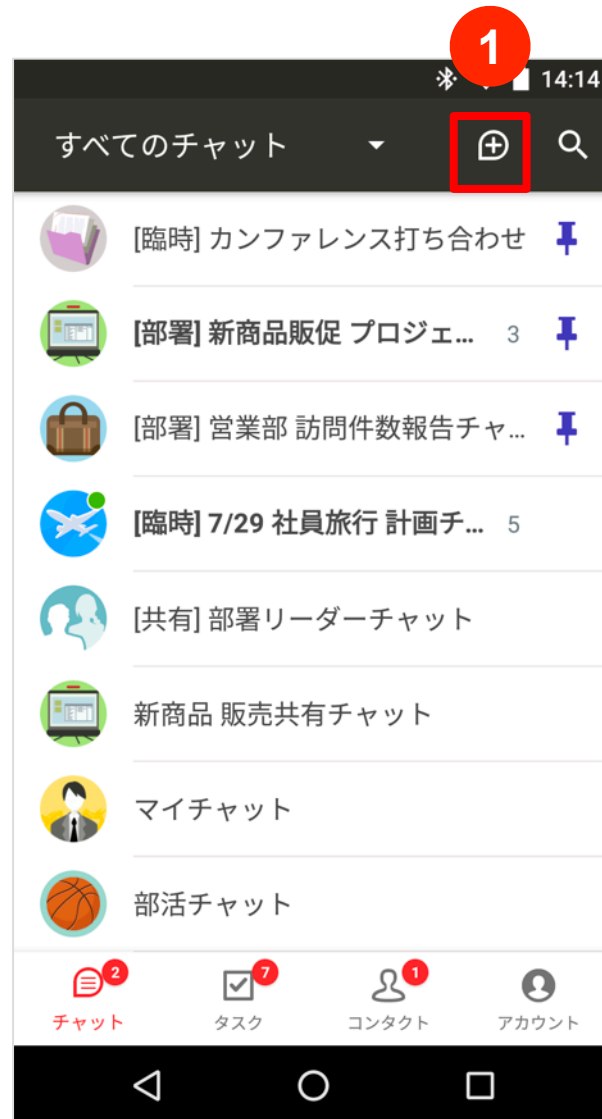 1
14:14
すべてのチャット
[臨時] カンファレンス打ち合わせ
[部署] 新商品販促 プロジェ... 3
[部署] 営業部 訪問件数報告チャ...
[臨時] 7/29 社員旅行 計画チ... 5
[共有] 部署リーダーチャット
新商品 販売共有チャット
マイチャット
部活チャット
2 7 1
チャット タスク コンタクト アカウント